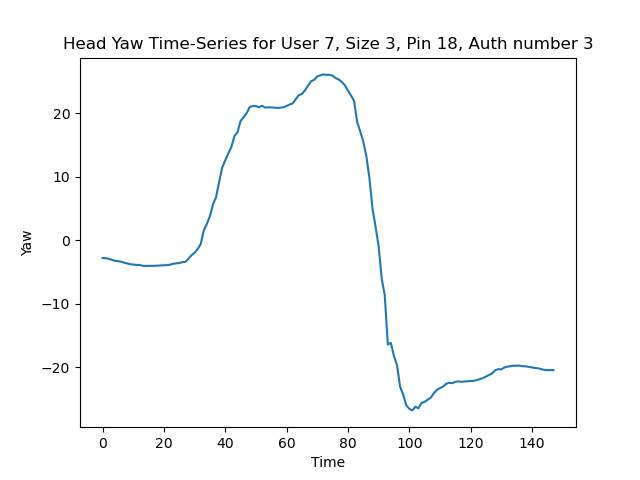 Head Yaw Time-Series for User 7, Size 3, Pin 18, Auth number 3
20
10
0
−10
−20
Yaw
0 20 40 60 80 100 120 140
Time